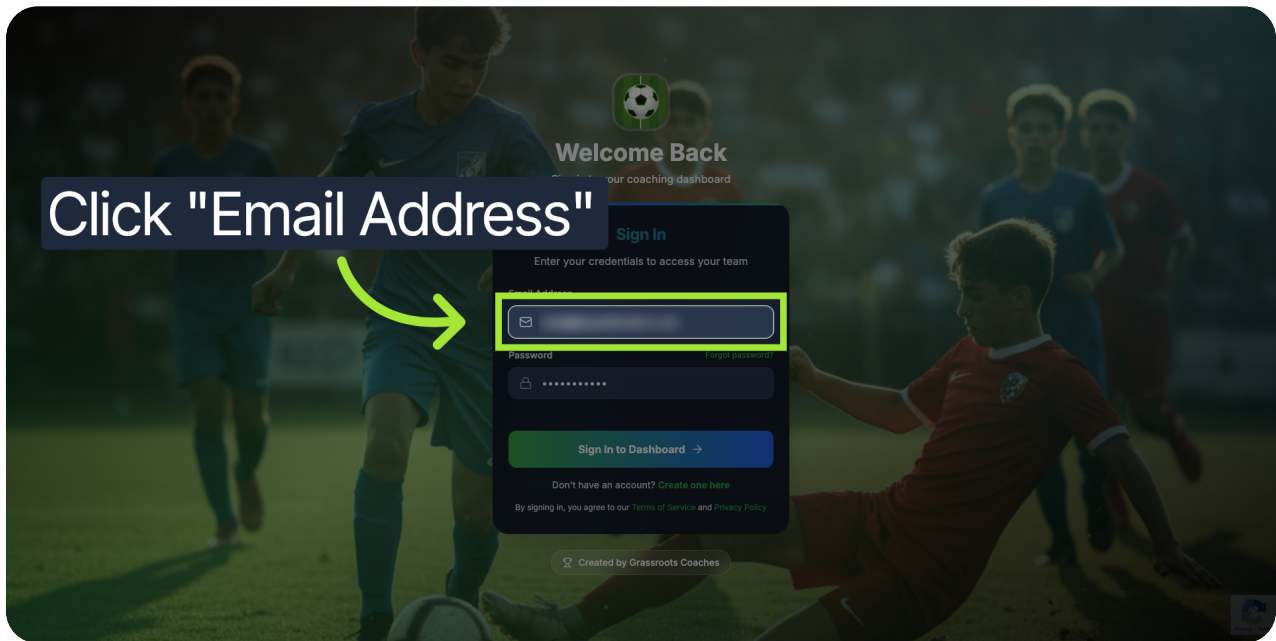 Welcome Back
your coaching dashboard
Click "Email Address"
Sign In
Enter your credentials to access your team
Email Address
Password
Forgot password?
Sign In to Dashboard →
Don't have an account? Create one here
By signing in, you agree to our Terms of Service and Privacy Policy
Created by Grassroots Coaches